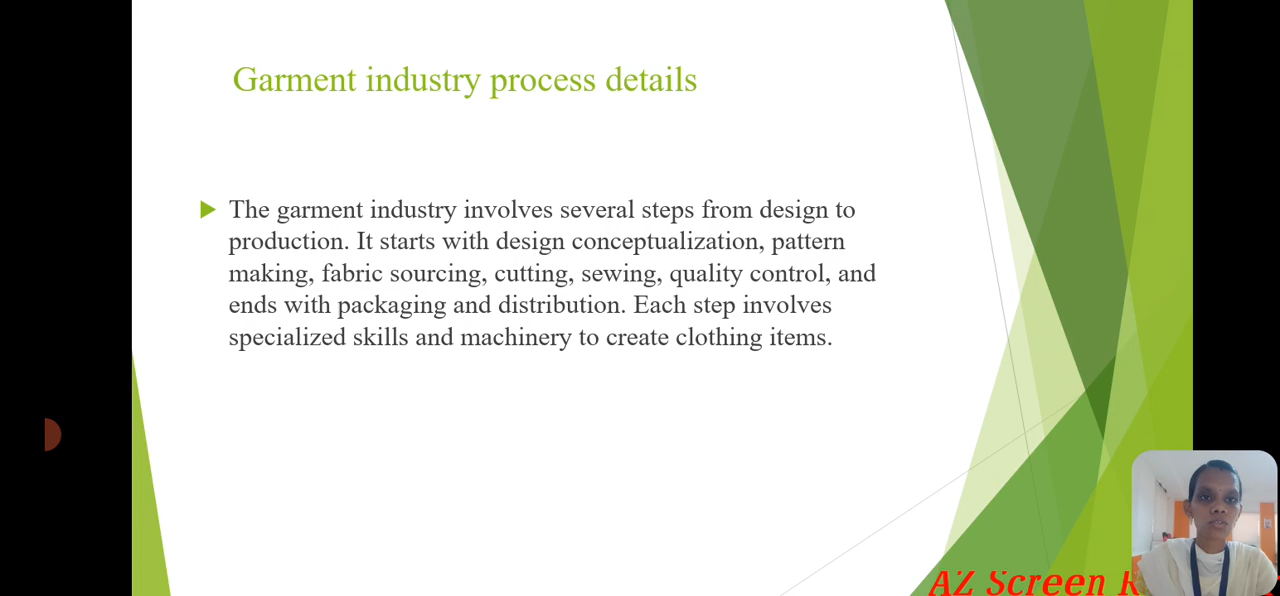 Garment industry process details
The garment industry involves several steps from design to
production. It starts with design conceptualization, pattern
making, fabric sourcing, cutting, sewing, quality control, and
ends with packaging and distribution. Each step involves
specialized skills and machinery to create clothing items.
AZ Screen